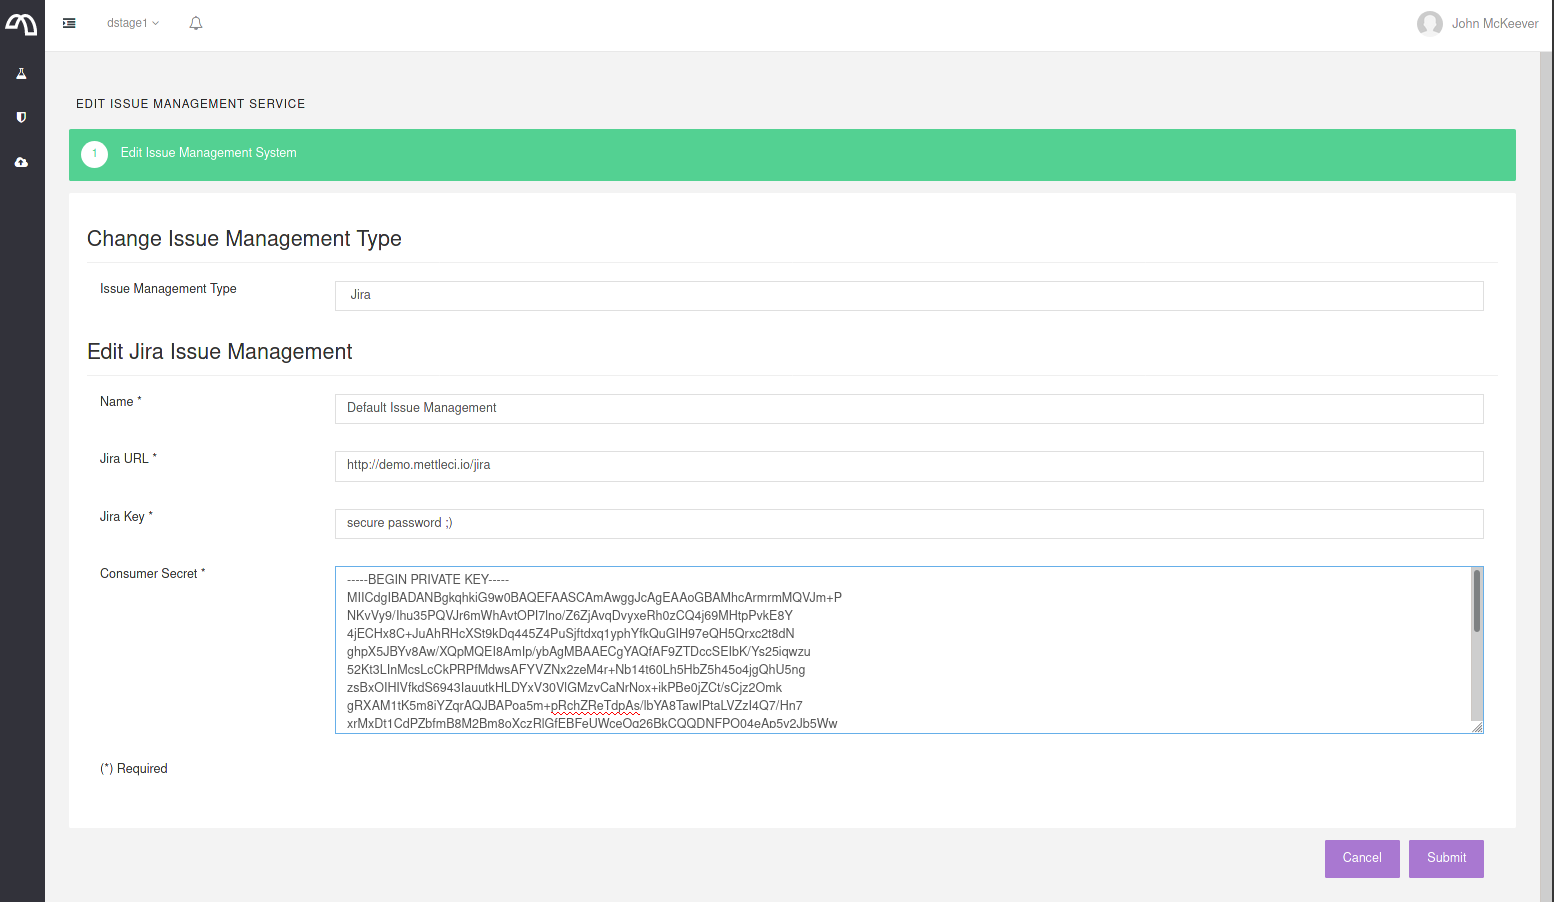 dstage1
John McKeever
EDIT ISSUE MANAGEMENT SERVICE
1 Edit Issue Management System
Change Issue Management Type
Issue Management Type
Jira
Edit Jira Issue Management
Name *
Default Issue Management
Jira URL *
http://demo.mettleci.io/jira
Jira Key *
secure password ;)
Consumer Secret *
-----BEGIN PRIVATE KEY-----
MIICdgIBADANBgkqhkiG9w0BAQEFAASCAmAwggJcAgEAAoGBAMhcArmrmMQVJm+P
NKvVy9/Ihu35PQVJr6mWhAvtOPI7lno/Z6ZjAvqDvyxeRh0zCQ4j69MHtpPvkE8Y
4jECHx8C+JuAhRHcXSt9kDq445Z4PuSjftdxq1yphYfkQuGIH97eQH5Qrxc2t8dN
ghpX5JBYv8Aw/XQpMQEI8AmIp/ybAgMBAAECgYAQfAF9ZTDccSEIbK/Ys25iqwzu
52Kt3LInMcsLcCkPRPfMdwsAFYVZNx2zeM4r+Nb14t60Lh5HbZ5h45o4jgQhU5ng
zsBxOIHIVfkdS6943IauutkHLDYxV30VlGMzvCaNrNox+ikPBe0jZCt/sCjz2Omk
gRXAM1tK5m8iYZqrAQJBAPoa5m+pRchZReTdpAs/lbYA8TawIPtaLVZzI4Q7/Hn7
xrMxDt1CdPZbfmB8M2Bm8oXczRlGfEBFeUWceOg26BkCQQDNFPO04eAp5v2Jb5Ww
(*) Required
Cancel
Submit